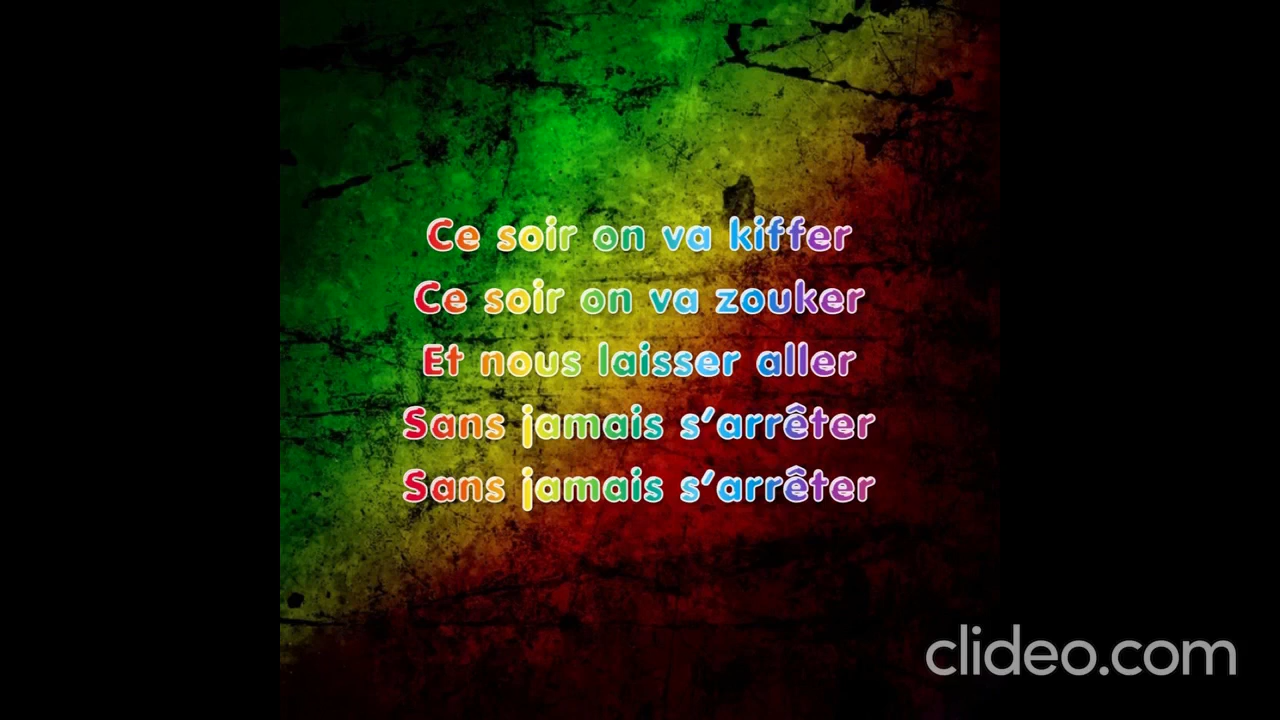 Ce soir on va kiffer
Ce soir on va zouker
Et nous laisser aller
Sans jamais s’arrêter
Sans jamais s’arrêter
clideo.com